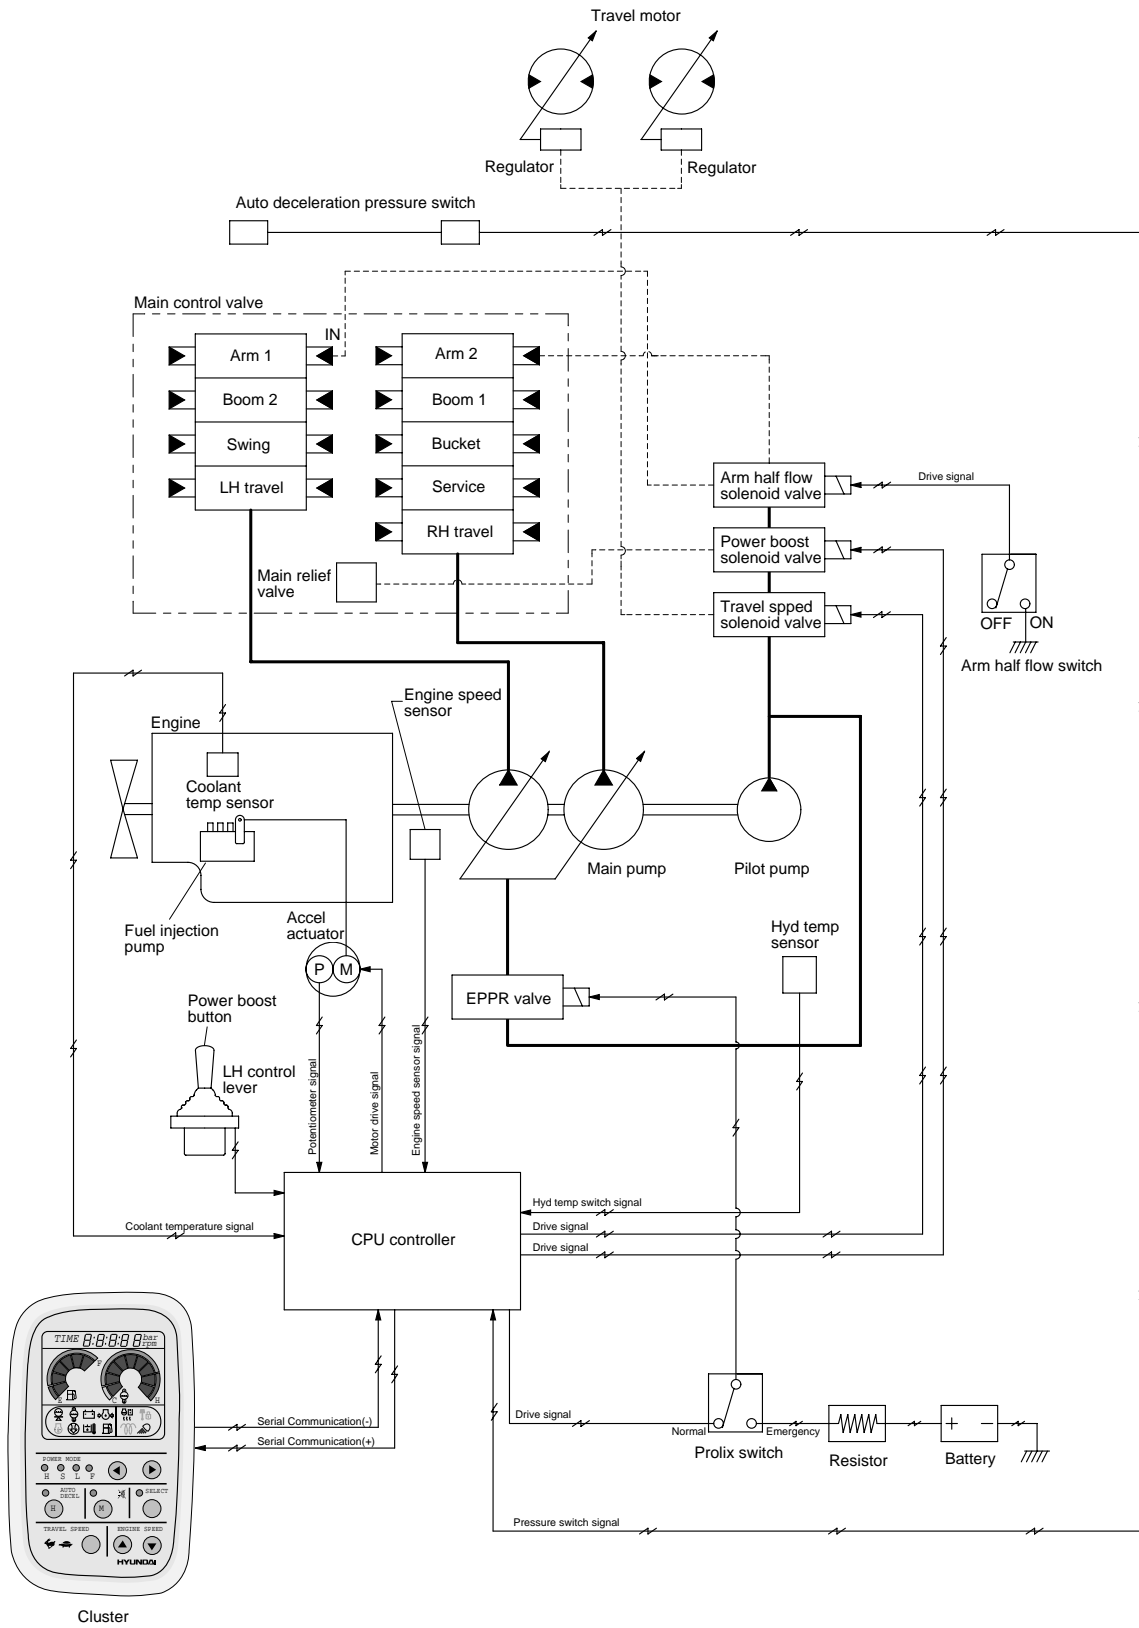 Travel motor
Regulator
Regulator
Auto deceleration pressure switch
Main control valve
IN
Arm 1
Boom 2
Swing
LH travel
Arm 2
Boom 1
Bucket
Service
RH travel
Main relief
valve
Arm half flow
solenoid valve
Power boost
solenoid valve
Travel spped
solenoid valve
Drive signal
OFF
ON
Arm half flow switch
Engine speed
sensor
Engine
Coolant
temp sensor
Fuel injection
pump
Main pump
Pilot pump
Accel
actuator
P
M
Hyd temp
sensor
EPPR valve
Power boost
button
LH control
lever
Potentiometer signal
Motor drive signal
Engine speed sensor signal
Coolant temperature signal
CPU controller
Hyd temp switch signal
Drive signal
Drive signal
TIME 8:8:8:8 8 bar
rpm
F
E
C
H
Serial Communication(-)
Serial Communication(+)
Drive signal
Normal
Emergency
Prolix switch
Resistor
+ −
Battery
POWER MODE
H S L F
AUTO
DECEL
SELECT
H
M
TRAVEL SPEED
ENGINE SPEED
HYUNDAI
Pressure switch signal
Cluster